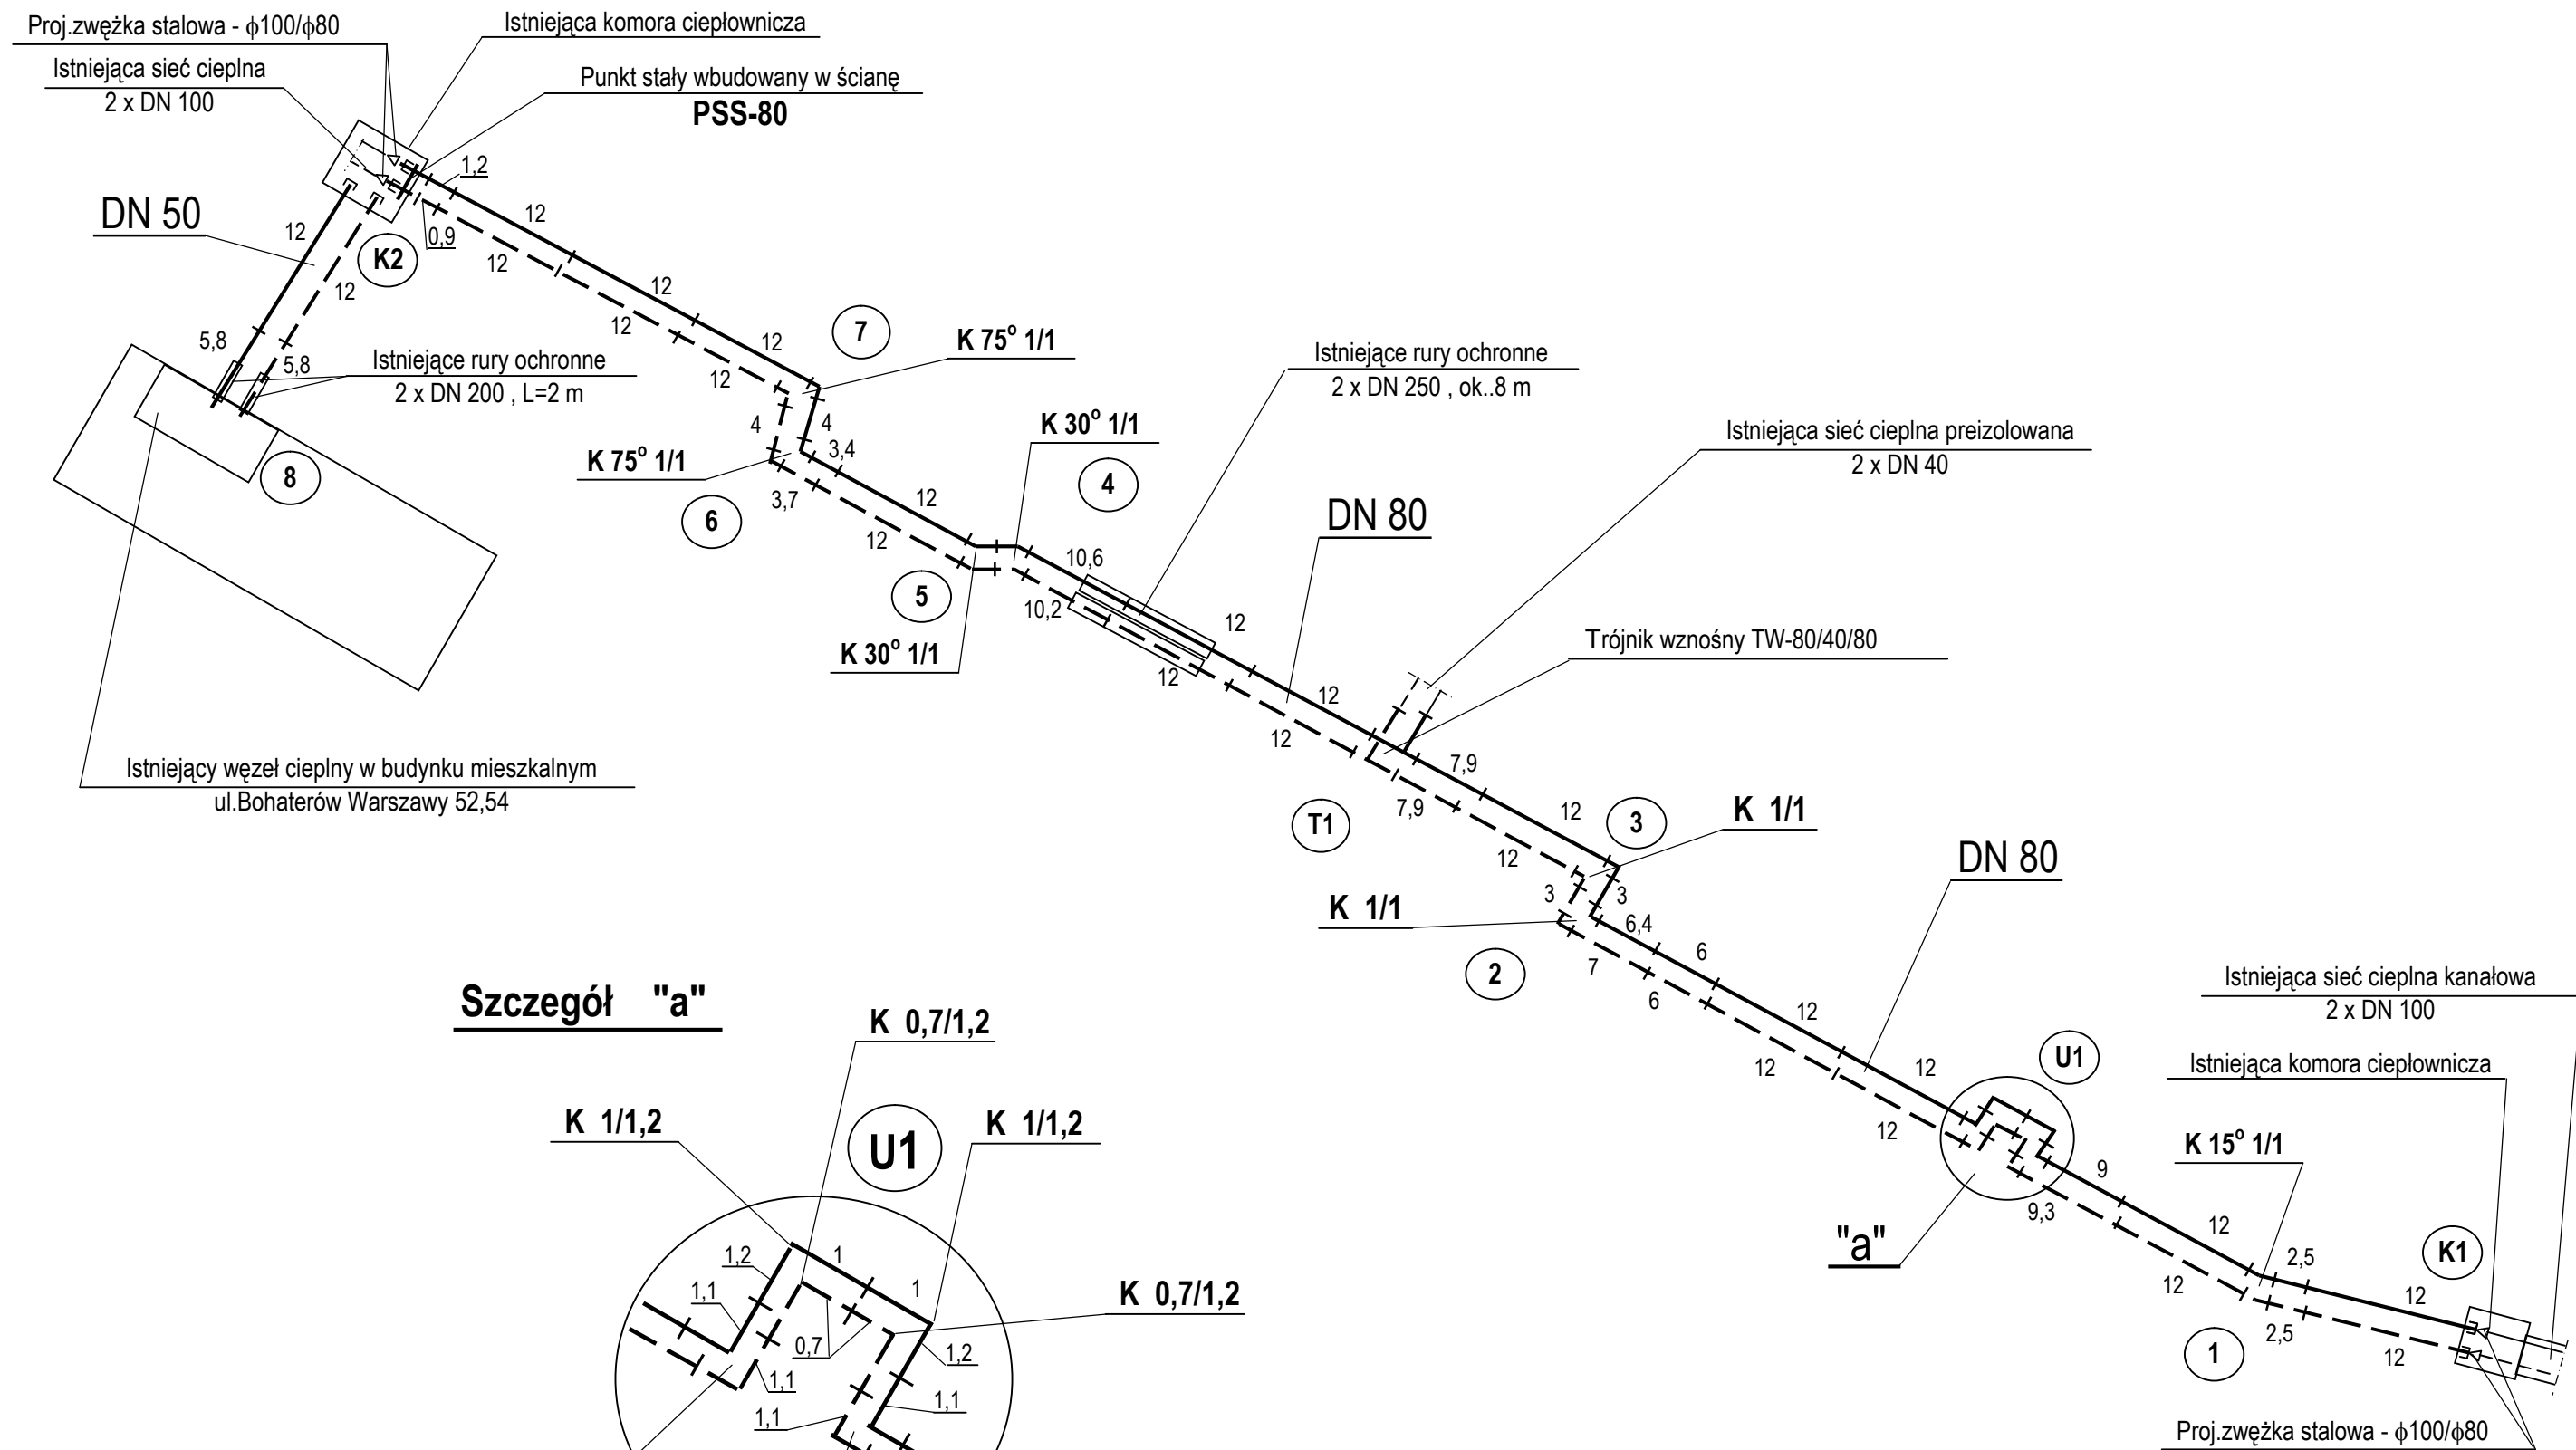 Proj.zwężka stalowa - ϕ100/ϕ80
Istniejąca komora ciepłownicza
Istniejąca sieć cieplna
2 x DN 100
Punkt stały wbudowany w ścianę
PSS-80
1,2
DN 50
12
12
0,9
K2
12
12
12
12
7
12
K 75° 1/1
5,8
5,8
Istniejące rury ochronne
2 x DN 200 , L=2 m
12
12
Istniejące rury ochronne
2 x DN 250 , ok..8 m
4
4
K 30° 1/1
Istniejąca sieć cieplna preizolowana
2 x DN 40
K 75° 1/1
3,4
4
8
3,7
12
6
12
DN 80
10,6
5
10,2
12
K 30° 1/1
Trójnik wznośny TW-80/40/80
12
12
12
Istniejący węzeł cieplny w budynku mieszkalnym
ul.Bohaterów Warszawy 52,54
7,9
7,9
T1
12
3
K 1/1
12
DN 80
3
3
K 1/1
6,4
6
2
7
6
Istniejąca sieć cieplna kanałowa
2 x DN 100
Szczegół "a"
K 0,7/1,2
12
12
12
U1
Istniejąca komora ciepłownicza
K 1/1,2
U1
K 1/1,2
12
K 15° 1/1
9
9,3
12
"a"
1,2
1
1
2,5
K1
1,1
K 0,7/1,2
12
12
0,7
1,2
2,5
1
12
1,1
1,1
1,1
Proj.zwężka stalowa - ϕ100/ϕ80